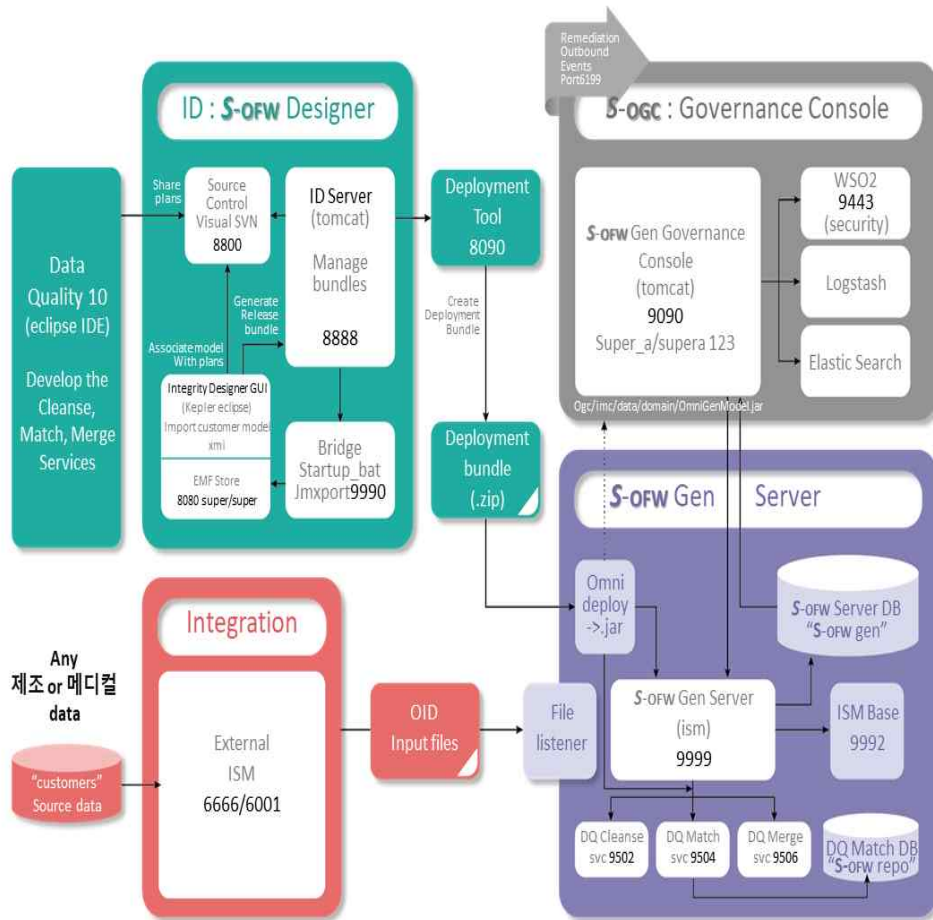 Remediation
Outbound
Events
Port6199
ID : S-OFW Designer
S-OGC : Governance Console
Data
Quality 10
(eclipse IDE)
Develop the
Cleanse,
Match, Merge
Services
Share
plans
Source
Control
Visual SVN
8800
ID Server
(tomcat)
Manage
bundles
8888
Generate
Release
bundle
Associate model
With plans
Integrity Designer GUI
(Kepler eclipse)
Import customer model
xmi
EMF Store
8080 super/super
Bridge
Startup_bat
Jmxport9990
Deployment
Tool
8090
Create
Deployment
Bundle
Deployment
bundle
(.zip)
S-OFW Gen Governance
Console
(tomcat)
9090
Super_a/supera 123
WSO2
9443
(security)
Logstash
Elastic Search
Ogc/imc/data/domain/OmniGenModel.jar
S-OFW Gen Server
Omni
deploy
->.jar
S-OFW Server DB
"S-OFW gen"
S-OFW Gen Server
(ism)
9999
ISM Base
9992
DQ Cleanse
svc 9502
DQ Match
svc 9504
DQ Merge
svc 9506
DQ Match DB
"S-OFW repo"
Integration
Any
제조 or 메디컬
data
"customers"
Source data
External
ISM
6666/6001
OID
Input files
File
listener